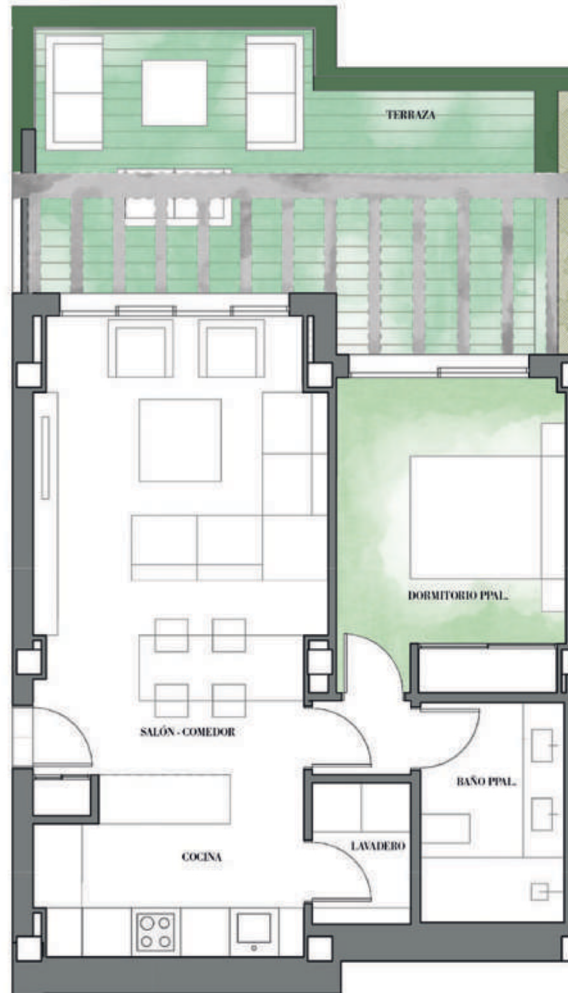 TERRAZA
DORMITORIO PPAL.
SALÓN - COMEDOR
BAÑO PPAL.
LAVADERO
COCINA